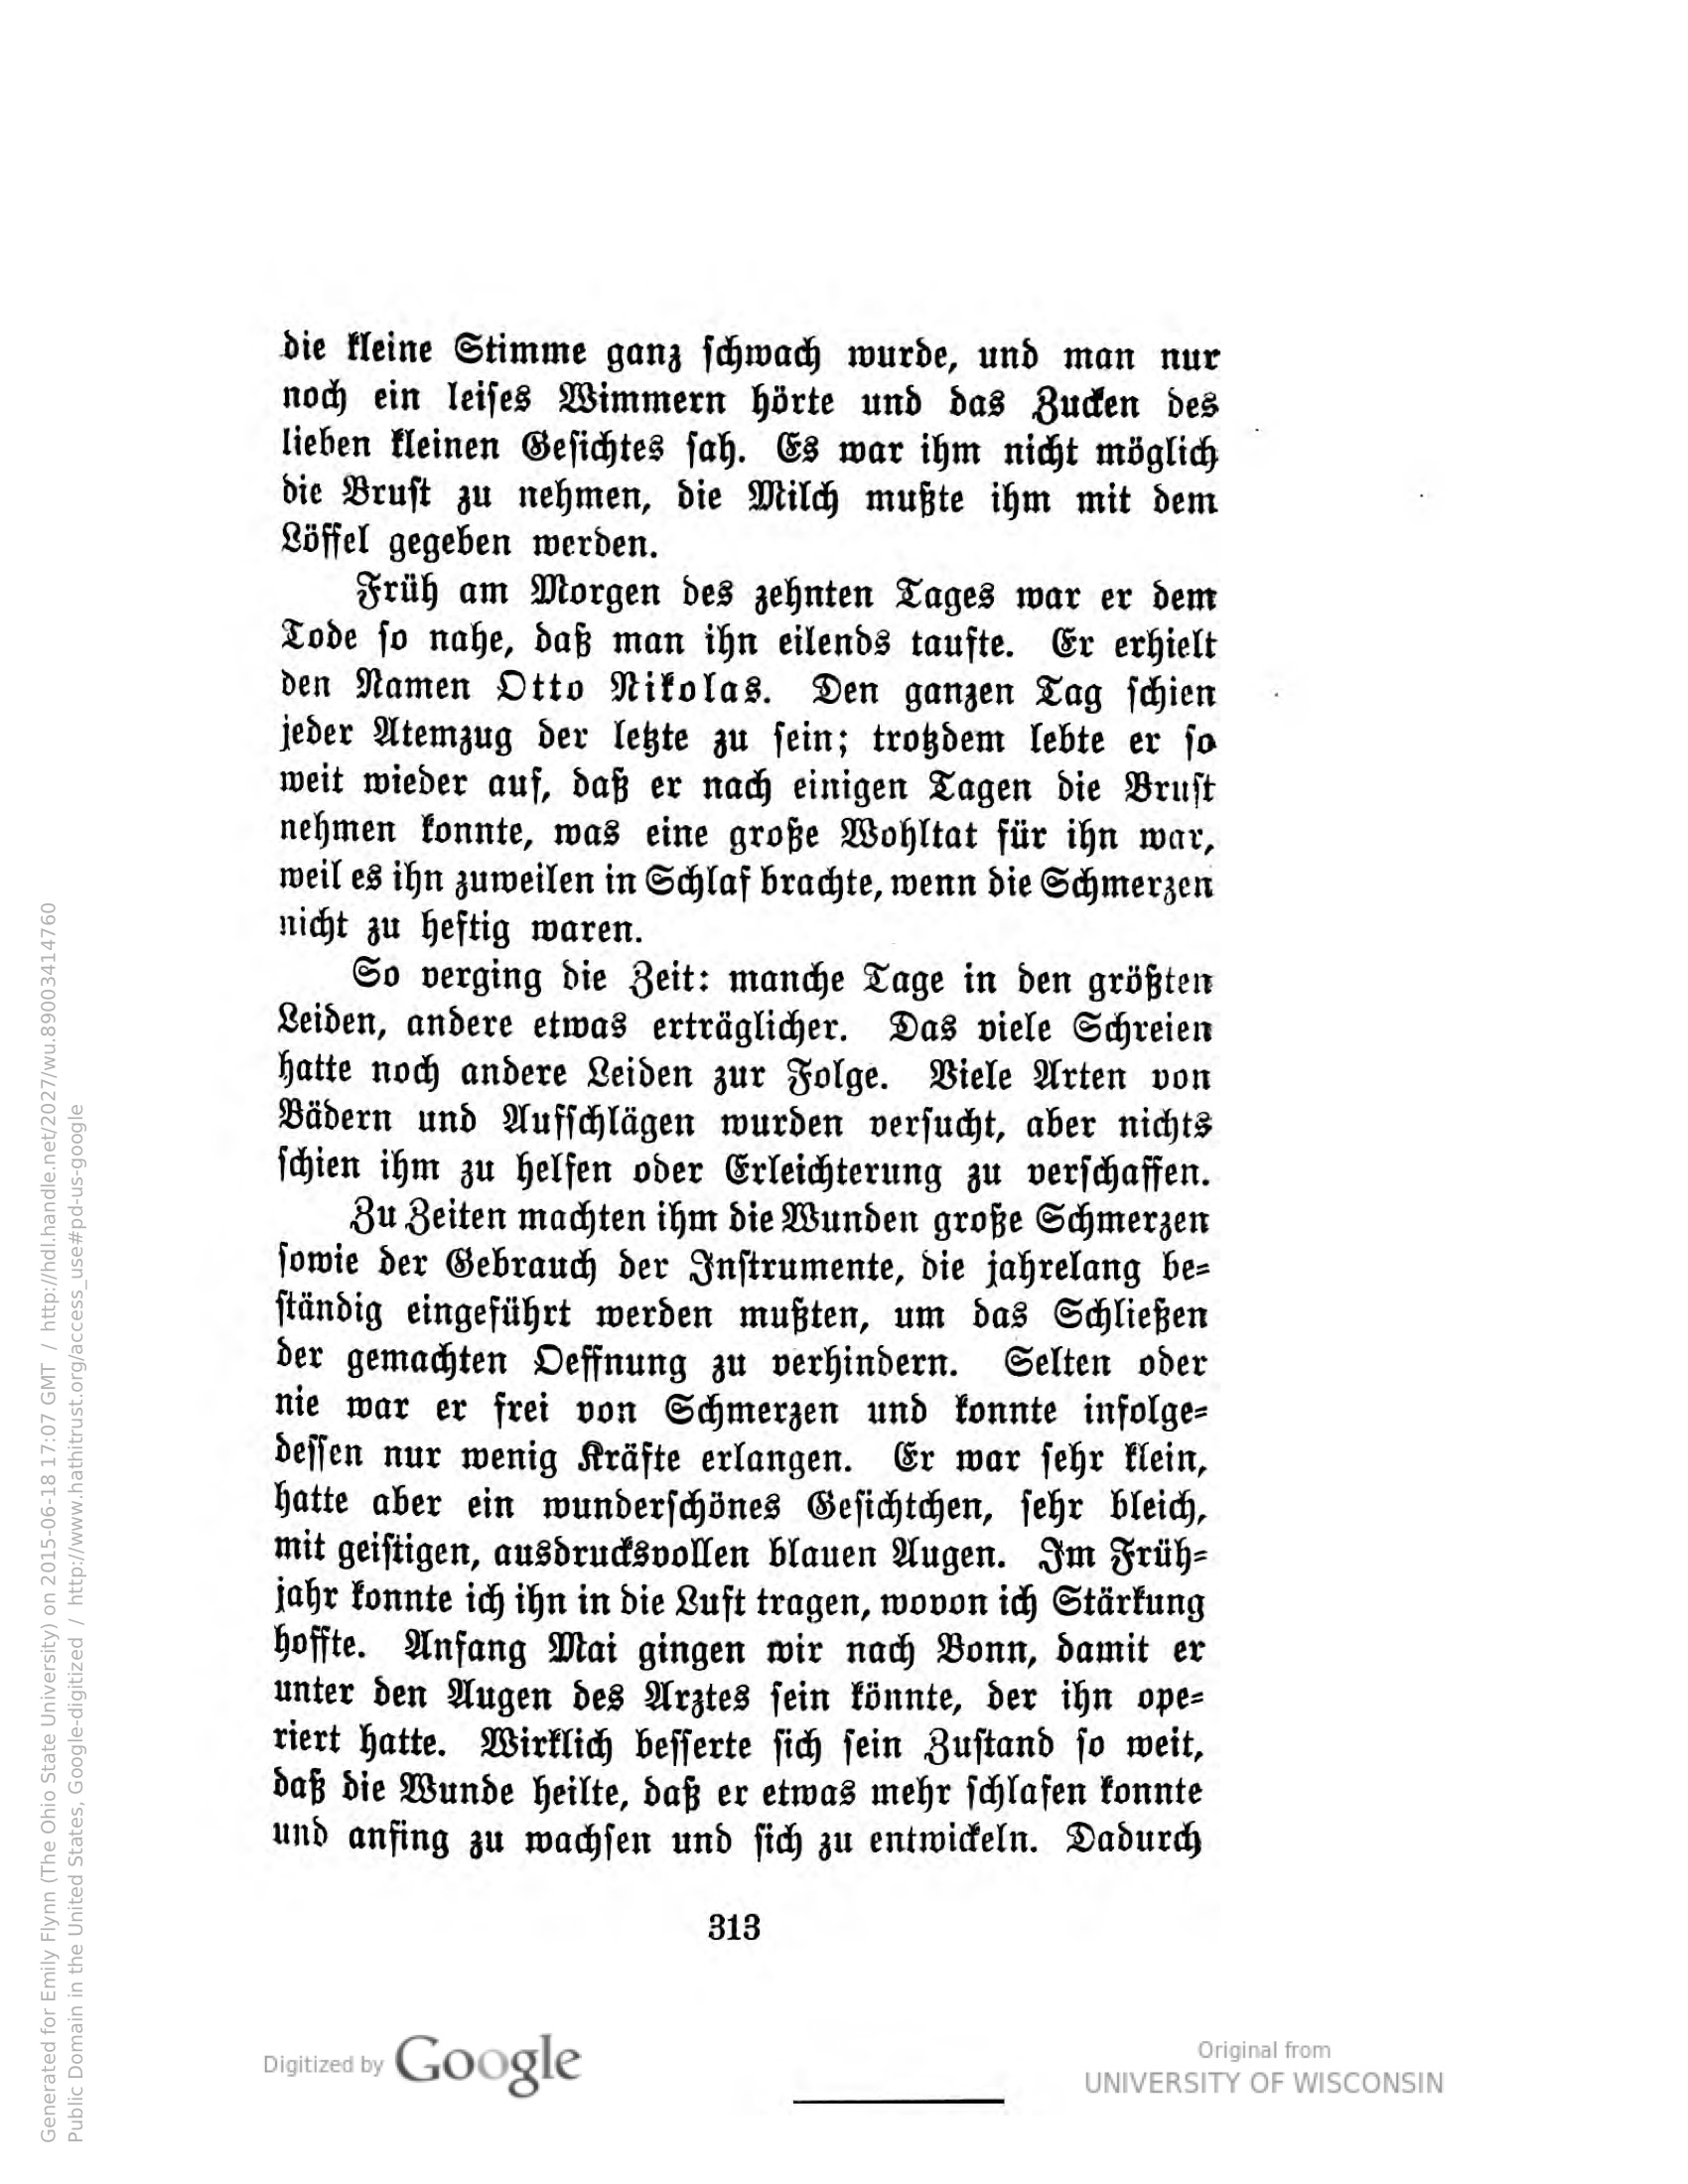 die kleine Stimme ganz schwach wurde, und man nur
noch ein leises Wimmern hörte und das Zucken des
lieben kleinen Gesichtes sah. Es war ihm nicht möglich
die Brust zu nehmen, die Milch mußte ihm mit dem
Löffel gegeben werden.
Früh am Morgen des zehnten Tages war er dem
Tode so nahe, daß man ihn eilends taufte. Er erhielt
den Namen Otto Nikolas. Den ganzen Tag schien
jeder Atemzug der letzte zu sein; trotzdem lebte er so
weit wieder auf, daß er nach einigen Tagen die Brust
nehmen konnte, was eine große Wohltat für ihn war,
weil es ihn zuweilen in Schlaf brachte, wenn die Schmerzen
nicht zu heftig waren.
So verging die Zeit: manche Tage in den größten
Leiden, andere etwas erträglicher. Das viele Schreien
hatte noch andere Leiden zur Folge. Viele Arten von
Bädern und Aufschlägen wurden versucht, aber nichts
schien ihm zu helfen oder Erleichterung zu verschaffen.
Zu Zeiten machten ihm die Wunden große Schmerzen
sowie der Gebrauch der Instrumente, die jahrelang be-
ständig eingeführt werden mußten, um das Schließen
der gemachten Oeffnung zu verhindern. Selten oder
nie war er frei von Schmerzen und konnte infolge-
dessen nur wenig Kräfte erlangen. Er war sehr klein,
hatte aber ein wunderschönes Gesichtchen, sehr bleich,
mit geistigen, ausdrucksvollen blauen Augen. Im Früh-
jahr konnte ich ihn in die Luft tragen, wovon ich Stärkung
hoffte. Anfang Mai gingen wir nach Bonn, damit er
unter den Augen des Arztes sein könnte, der ihn ope-
riert hatte. Wirklich besserte sich sein Zustand so weit,
daß die Wunde heilte, daß er etwas mehr schlafen konnte
und anfing zu wachsen und sich zu entwickeln. Dadurch
313
Digitized by Google
Original from
UNIVERSITY OF WISCONSIN
Generated for Emily Flynn (The Ohio State University) on 2015-06-18 17:07 GMT / http://hdl.handle.net/2027/wu.89003414760
Public Domain in the United States, Google-digitized / http://www.hathitrust.org/access_use#pd-us-google